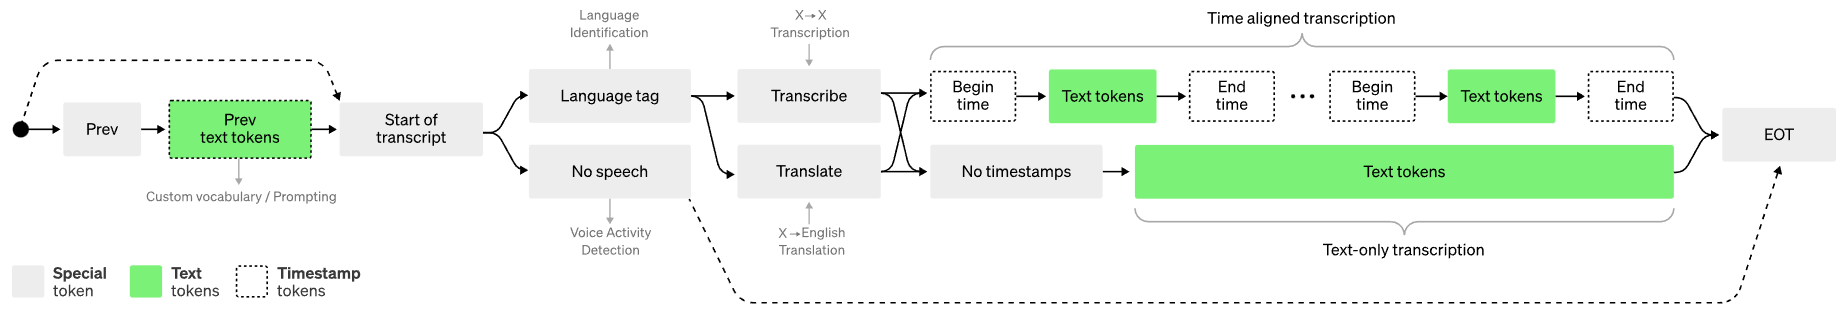 Language
Identification
X→X
Transcription
Time aligned transcription
Prev
Prev
text tokens
Start of
transcript
Language tag
Transcribe
Begin
time
Text tokens
End
time
•••
Begin
time
Text tokens
End
time
EOT
No speech
Translate
No timestamps
Text tokens
Custom vocabulary / Prompting
Voice Activity
Detection
X→English
Translation
Text-only transcription
Special
token
Text
tokens
Timestamp
tokens